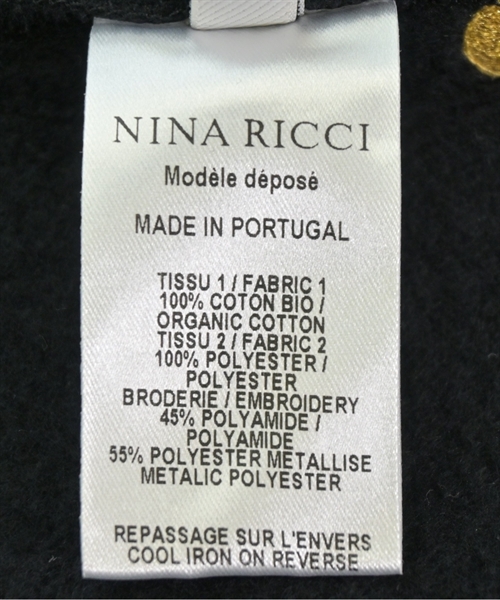 NINA RICCI
Modèle déposé
MADE IN PORTUGAL
TISSU 1 / FABRIC 1
100% COTON BIO /
ORGANIC COTTON
TISSU 2 / FABRIC 2
100% POLYESTER /
POLYESTER
BRODERIE / EMBROIDERY
45% POLYAMIDE /
POLYAMIDE
55% POLYESTER METALLISE
METALIC POLYESTER
REPASSAGE SUR L'ENVERS
COOL IRON ON REVERSE